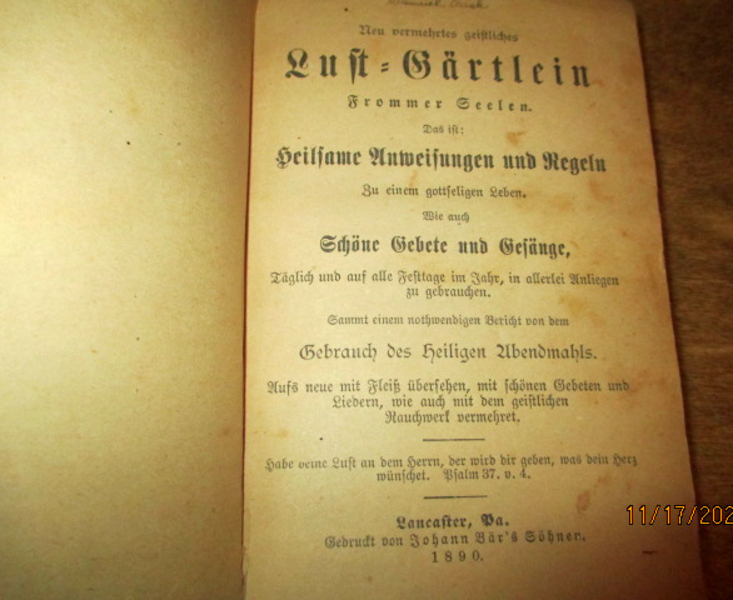 Neu vermehrtes geistliches
Lust-Gärtlein
Frommer Seelen.
Das ist:
Heilsame Anweisungen und Regeln
Zu einem gottseligen Leben.
Wie auch
Schöne Gebete und Gesänge,
Täglich und auf alle Festtage im Jahr, in allerlei Anliegen
zu gebrauchen.
Sammt einem nothwendigen Bericht von dem
Gebrauch des Heiligen Abendmahls.
Aufs neue mit Fleiß übersehen, mit schönen Gebeten und
Liedern, wie auch mit dem geistlichen
Rauchwerk vermehret.
Habe deine Lust an dem Herrn, der wird dir geben, was dein Herz
wünschet. Psalm 37. v. 4.
Lancaster, Pa.
Gedruckt von Johann Bär's Söhnen.
1890.
11/17/202